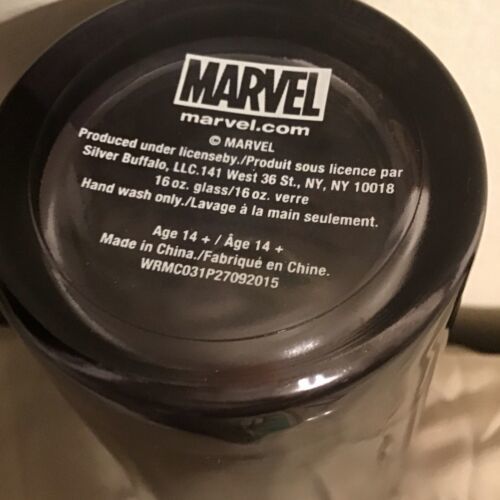 MARVEL
marvel.com
© MARVEL
Produced under licenseby./Produit sous licence par
Silver Buffalo, LLC.141 West 36 St., NY, NY 10018
16 oz. glass/16 oz. verre
Hand wash only./Lavage à la main seulement.
Age 14 + / Âge 14 +
Made in China./Fabriqué en Chine.
WRMC031P27092015